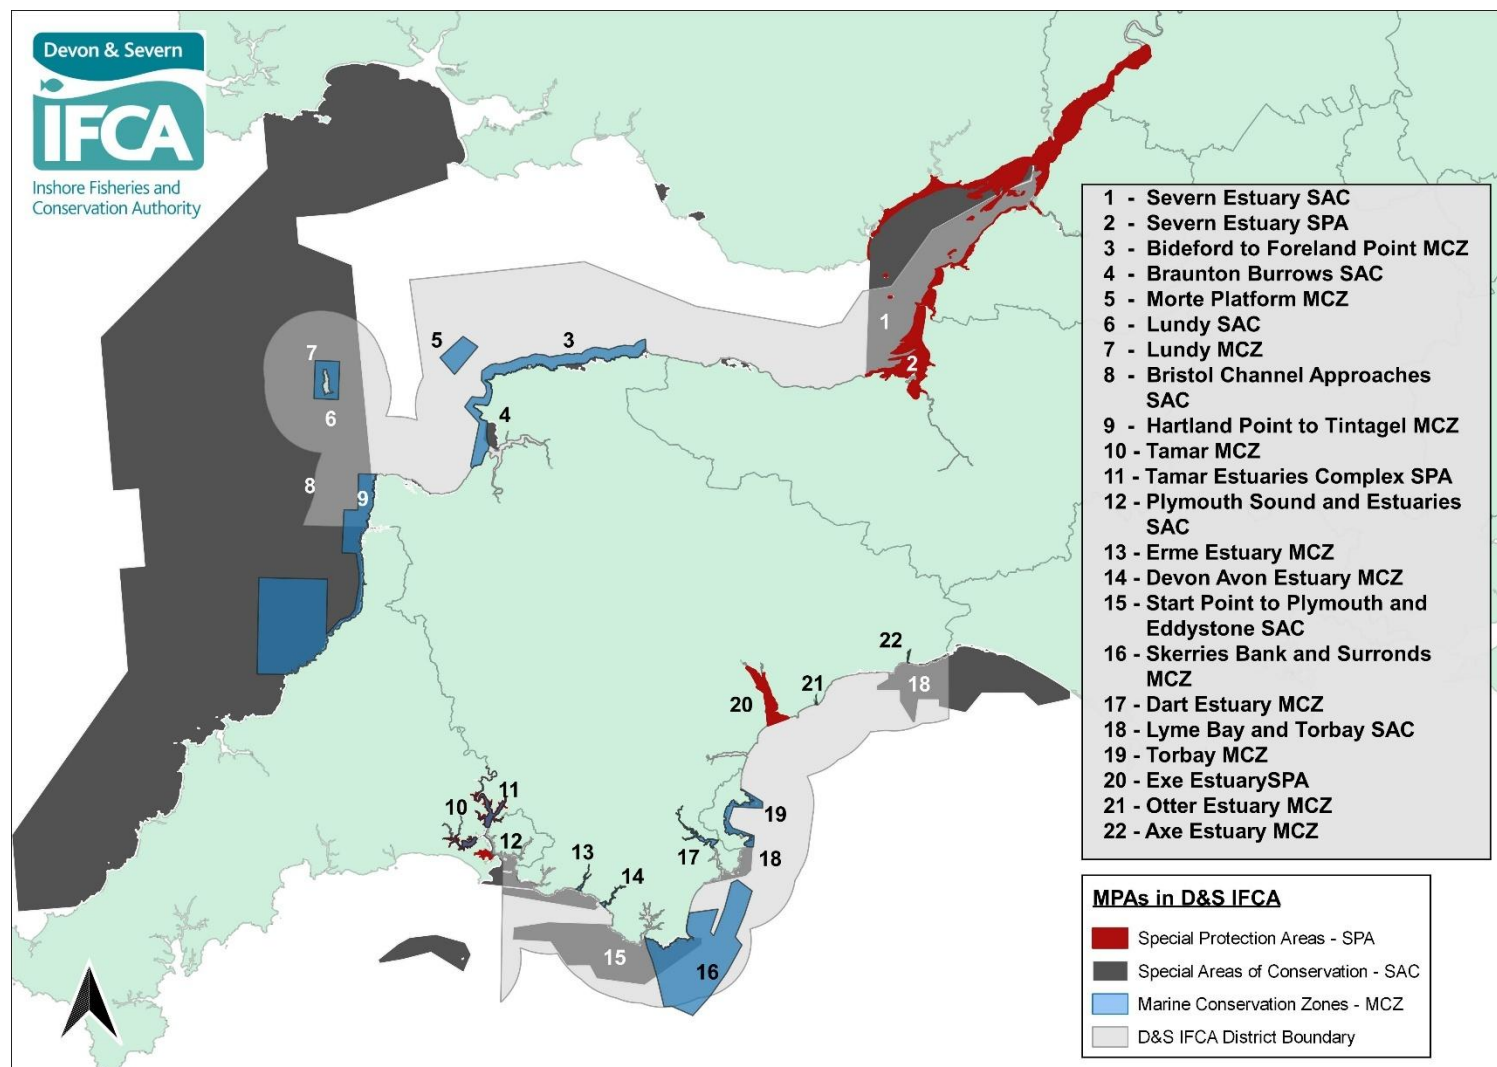 Devon & Severn
IFCA
Inshore Fisheries and
Conservation Authority
1 - Severn Estuary SAC
2 - Severn Estuary SPA
3 - Bideford to Foreland Point MCZ
4 - Braunton Burrows SAC
5 - Morte Platform MCZ
6 - Lundy SAC
7 - Lundy MCZ
8 - Bristol Channel Approaches
SAC
9 - Hartland Point to Tintagel MCZ
10 - Tamar MCZ
11 - Tamar Estuaries Complex SPA
12 - Plymouth Sound and Estuaries
SAC
13 - Erme Estuary MCZ
14 - Devon Avon Estuary MCZ
15 - Start Point to Plymouth and
Eddystone SAC
16 - Skerries Bank and Surronds
MCZ
17 - Dart Estuary MCZ
18 - Lyme Bay and Torbay SAC
19 - Torbay MCZ
20 - Exe EstuarySPA
21 - Otter Estuary MCZ
22 - Axe Estuary MCZ
MPAs in D&S IFCA
Special Protection Areas - SPA
Special Areas of Conservation - SAC
Marine Conservation Zones - MCZ
D&S IFCA District Boundary
1
2
3
5
7
6
4
8
9
22
18
21
20
11
10
19
12
18
17
13
14
15
16